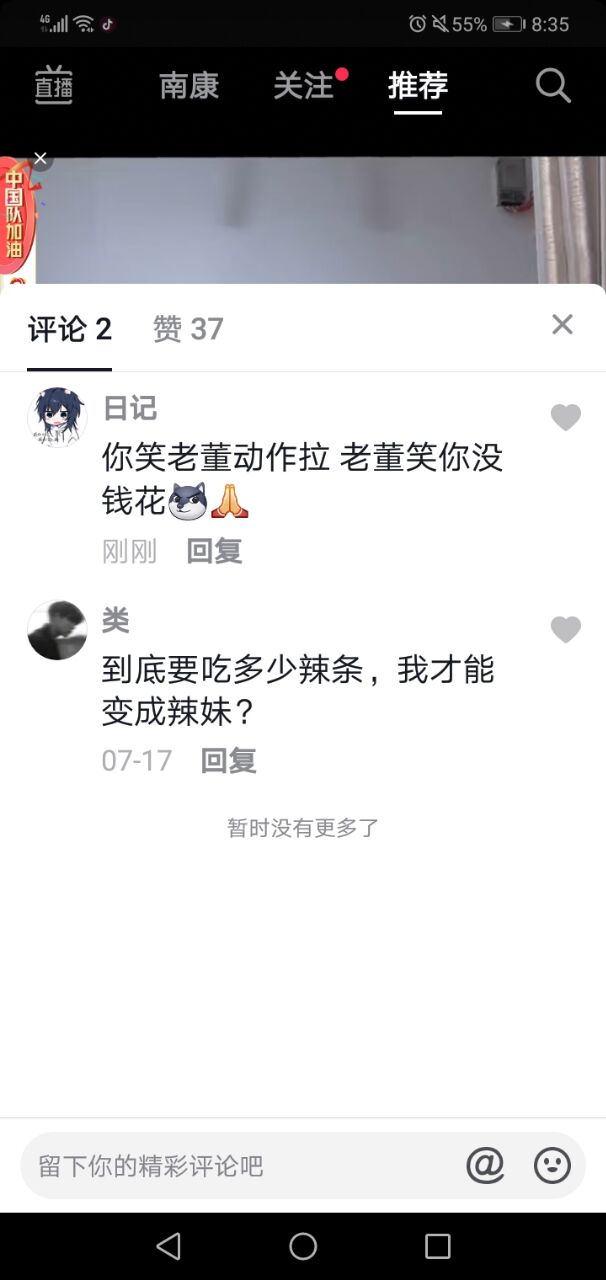 4G 55% 8:35
直播 南康 关注 推荐
中国队加油
评论 2 赞 37
日记
你笑老董动作拉 老董笑你没
钱花
刚刚 回复
类
到底要吃多少辣条，我才能
变成辣妹？
07-17 回复
暂时没有更多了
留下你的精彩评论吧 @